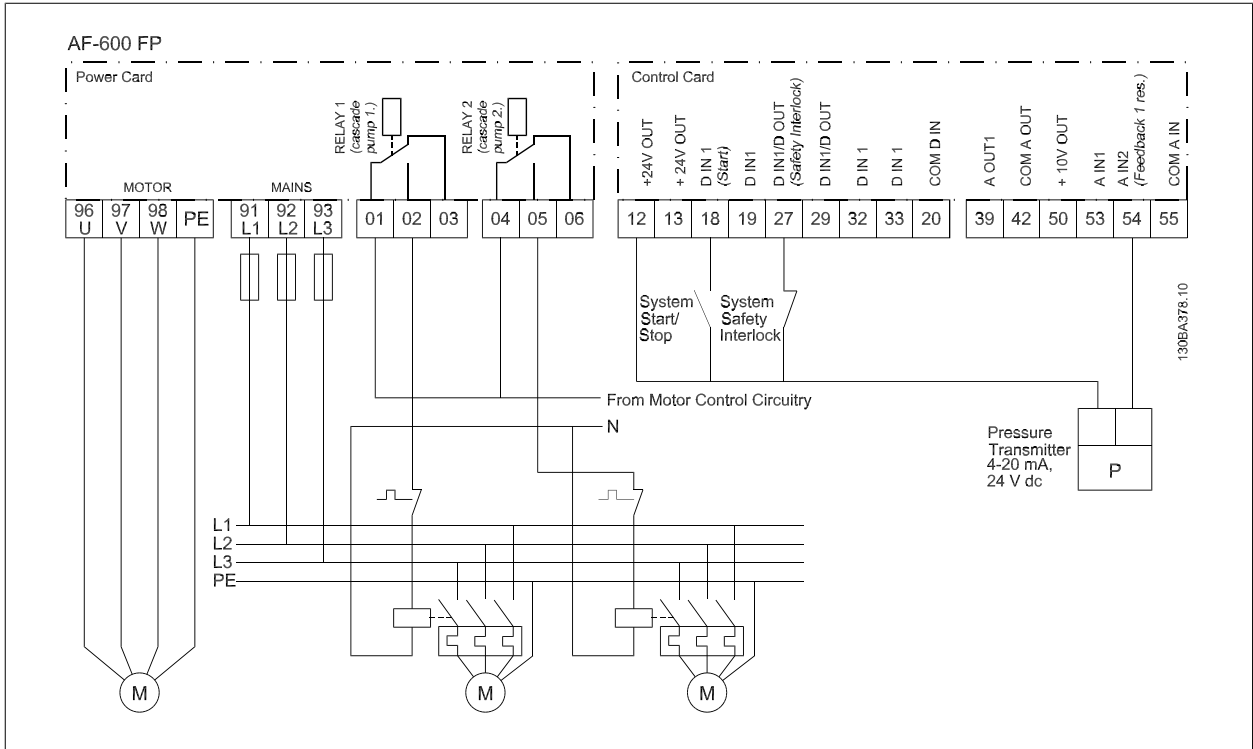 AF-600 FP
Power Card
Control Card
RELAY 1
(cascade
pump 1.)
RELAY 2
(cascade
pump 2.)
+24V OUT
+ 24V OUT
D IN 1
(Start)
D IN1
D IN1/D OUT
(Safety Interlock)
D IN1/D OUT
D IN 1
D IN 1
COM D IN
A OUT1
COM A OUT
+ 10V OUT
A IN1
A IN2
(Feedback 1 res.)
COM A IN
MOTOR
MAINS
96 97 98 PE
U V W
91 92 93
L1 L2 L3
01 02 03
04 05 06
12 13 18 19 27 29 32 33 20
39 42 50 53 54 55
System
Start/
Stop
System
Safety
Interlock
130BA378.10
From Motor Control Circuitry
N
Pressure
Transmitter
4-20 mA,
24 V dc
P
L1
L2
L3
PE
M
M
M